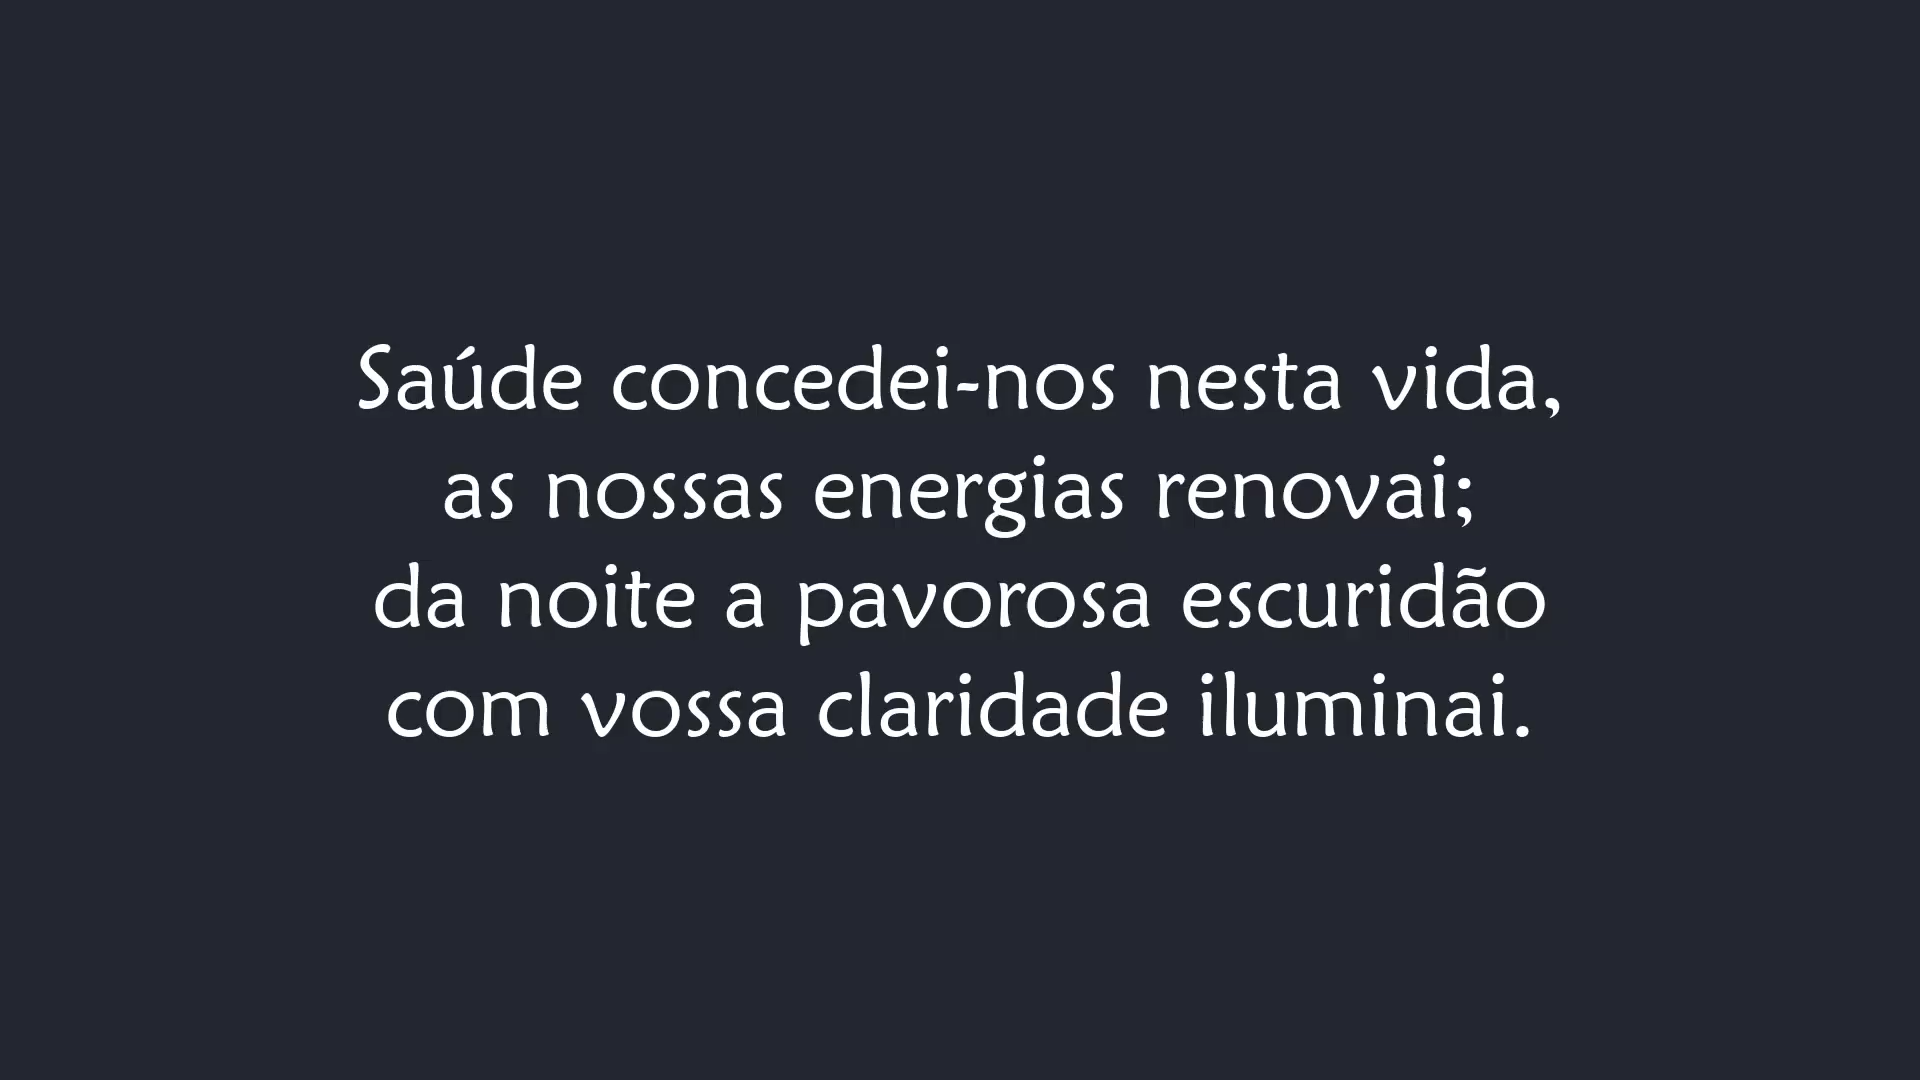 Saúde concedei-nos nesta vida,
as nossas energias renovai;
da noite a pavorosa escuridão
com vossa claridade iluminai.